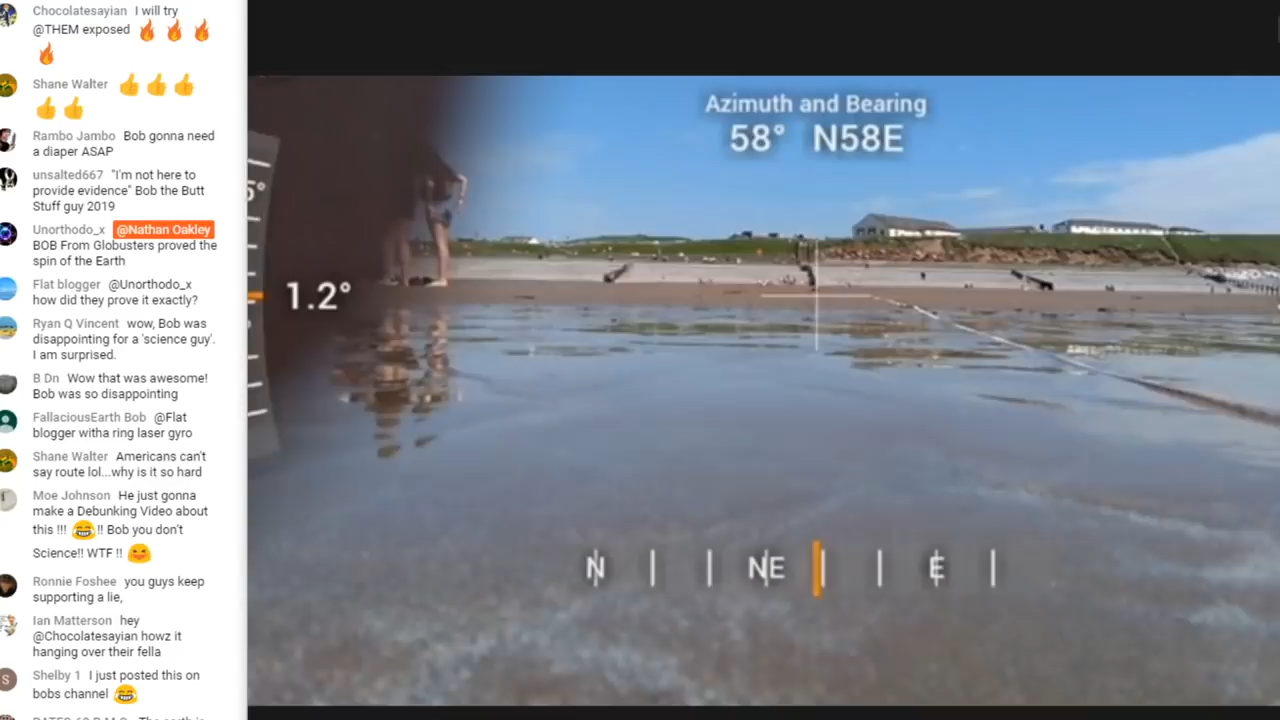 Chocolatesayian I will try
@THEM exposed
Shane Walter
Rambo Jambo Bob gonna need
a diaper ASAP
unsalted667 "I'm not here to
provide evidence" Bob the Butt
Stuff guy 2019
Unorthodo_x @Nathan Oakley
BOB From Globusters proved the
spin of the Earth
Flat blogger @Unorthodo_x
how did they prove it exactly?
Ryan Q Vincent wow, Bob was
disappointing for a 'science guy'.
I am surprised.
B Dn Wow that was awesome!
Bob was so disappointing
FallaciousEarth Bob @Flat
blogger witha ring laser gyro
Shane Walter Americans can't
say route lol...why is it so hard
Moe Johnson He just gonna
make a Debunking Video about
this !!! !! Bob you don't
Science!! WTF !!
Ronnie Foshee you guys keep
supporting a lie,
Ian Matterson hey
@Chocolatesayian howz it
hanging over their fella
S
Shelby 1 I just posted this on
bobs channel
Azimuth and Bearing
58° N58E
5°
1.2°
N NE E